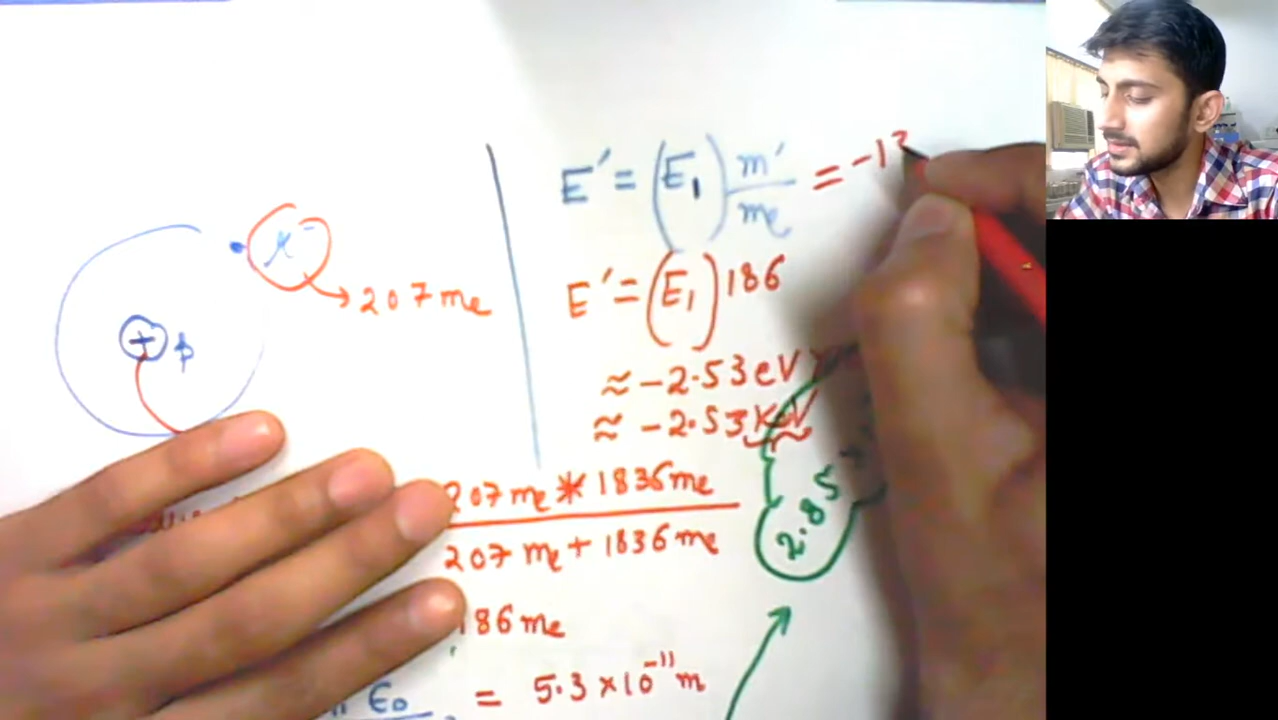 μ⁻
207 me
+ p
E′ = (E₁) m′/me = -13
E′ = (E₁) 186
≈ -2.53 eV
≈ -2.53 KeV
207 me * 1836 me
207 me + 1836 me
186 me
2.85
ε₀ = 5.3 × 10⁻¹¹ m